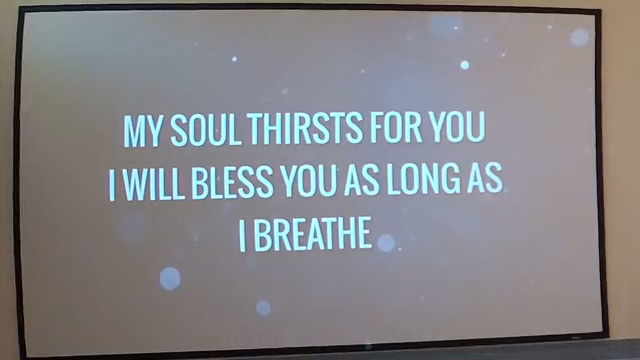 MY SOUL THIRSTS FOR YOU
I WILL BLESS YOU AS LONG AS
I BREATHE